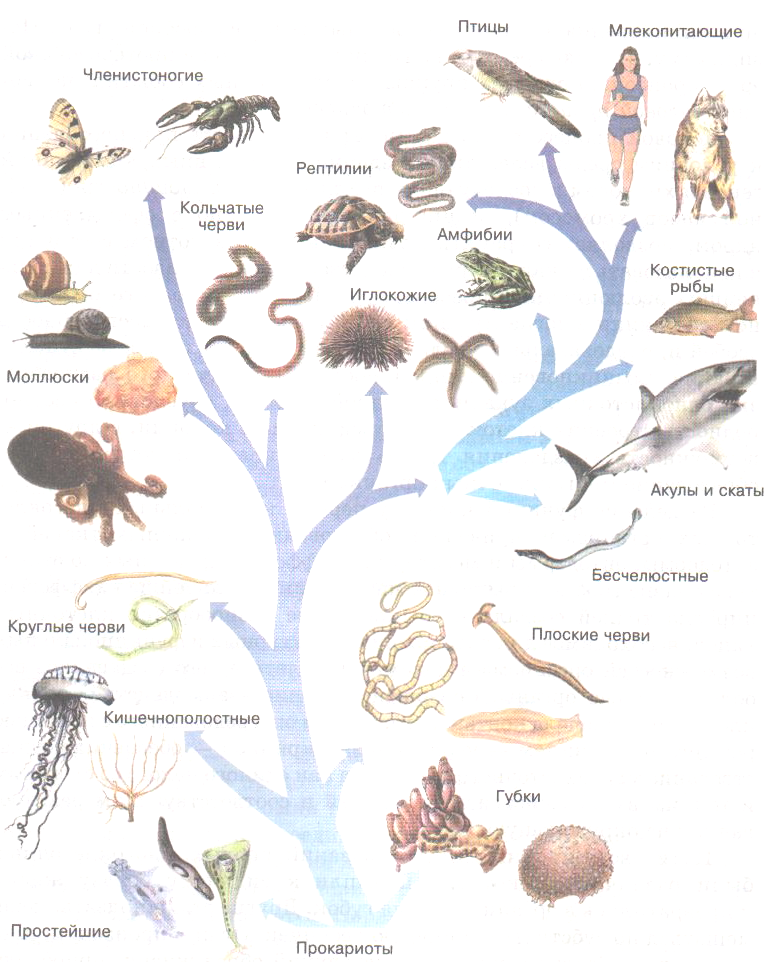 Птицы
Млекопитающие
Членистоногие
Рептилии
Кольчатые
черви
Амфибии
Костистые
рыбы
Иглокожие
Моллюски
Акулы и скаты
Бесчелюстные
Круглые черви
Плоские черви
Кишечнополостные
Губки
Простейшие
Прокариоты